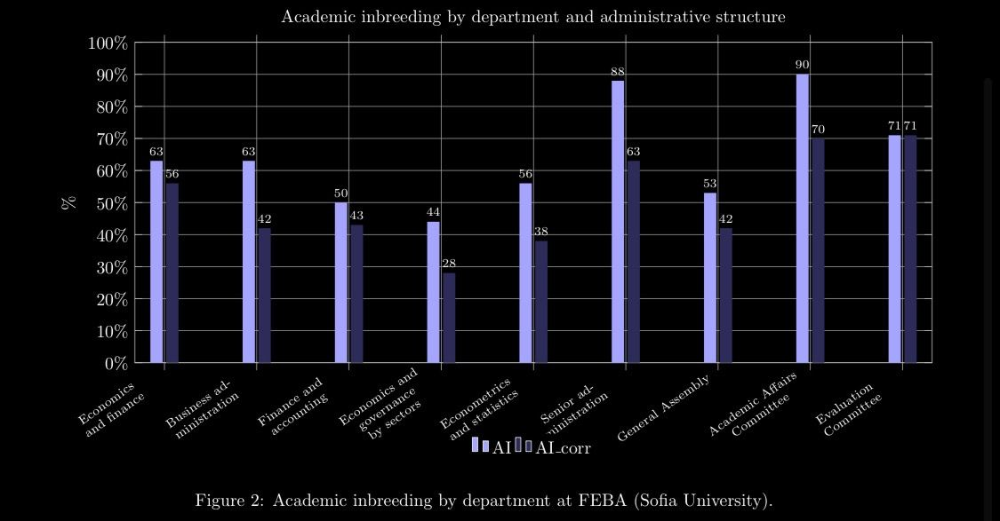 Academic inbreeding by department and administrative structure
100%
90%
80%
70%
60%
50%
40%
30%
20%
10%
0%
%
63
56
63
42
50
43
44
28
56
38
88
63
53
42
90
70
71
71
Economics
and finance
Business ad-
ministration
Finance and
accounting
Economics and
governance
by sectors
Econometrics
and statistics
Senior ad-
ministration
General Assembly
Academic Affairs
Committee
Evaluation
Committee
AI
AI_corr
Figure 2: Academic inbreeding by department at FEBA (Sofia University).